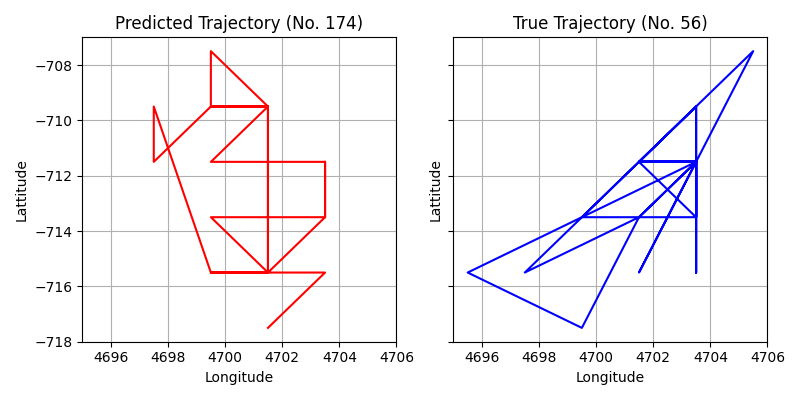 Predicted Trajectory (No. 174)
True Trajectory (No. 56)
Lattitude
−708
−710
−712
−714
−716
−718
4696 4698 4700 4702 4704 4706
Longitude
Lattitude
4696 4698 4700 4702 4704 4706
Longitude